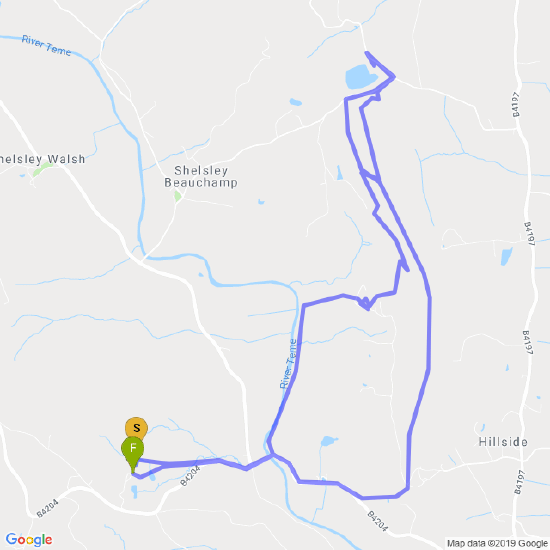 River Teme
B4197
helsley Walsh
Shelsley
Beauchamp
B4197
B4197
River Teme
S
F
Hillside
B4204
B4197
B4204
B4204
Google
Map data ©2019 Google